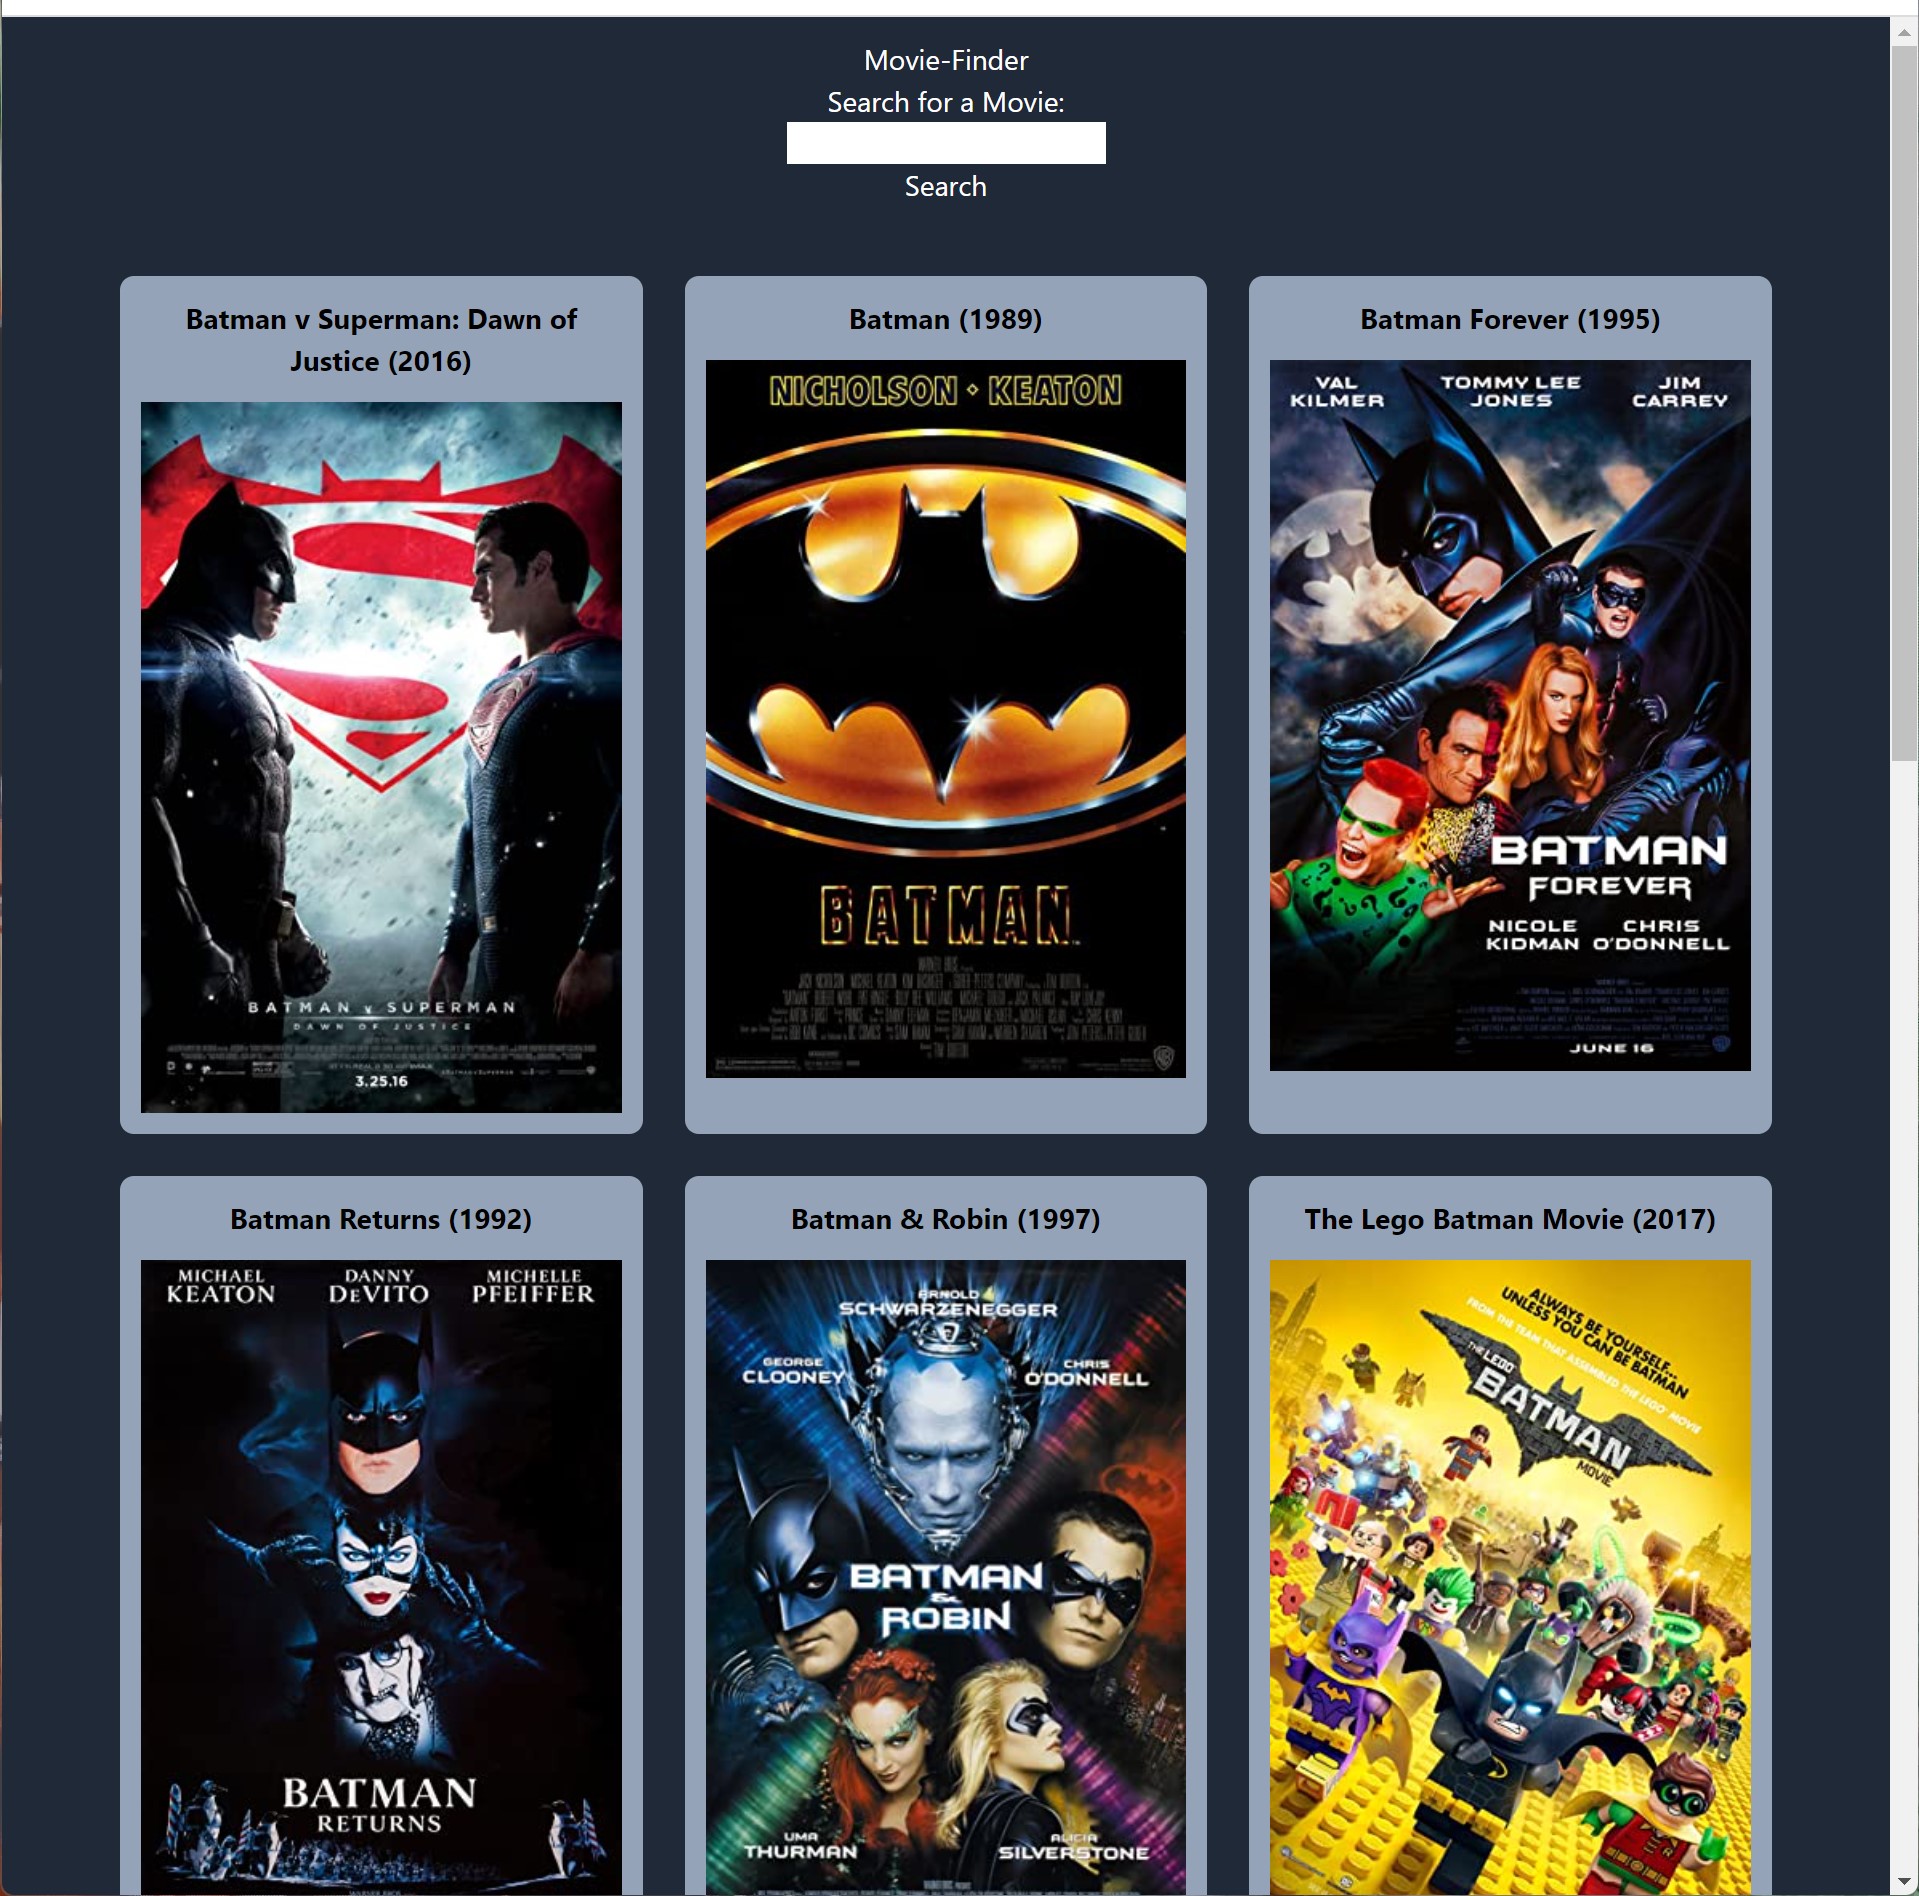 Movie-Finder
Search for a Movie:
Search
Batman v Superman: Dawn of
Justice (2016)
BATMAN v SUPERMAN
DAWN OF JUSTICE
3.25.16
Batman (1989)
NICHOLSON ⋄ KEATON
BATMAN
Batman Forever (1995)
VAL KILMER
TOMMY LEE JONES
JIM CARREY
BATMAN
FOREVER
NICOLE KIDMAN
CHRIS O'DONNELL
JUNE 16
Batman Returns (1992)
MICHAEL KEATON
DANNY DeVITO
MICHELLE PFEIFFER
BATMAN
RETURNS
Batman & Robin (1997)
ARNOLD
SCHWARZENEGGER
GEORGE CLOONEY
CHRIS O'DONNELL
BATMAN
&
ROBIN
UMA THURMAN
ALICIA SILVERSTONE
The Lego Batman Movie (2017)
ALWAYS BE YOURSELF...
UNLESS YOU CAN BE BATMAN
FROM THE TEAM THAT ASSEMBLED THE LEGO MOVIE
THE LEGO
BATMAN
MOVIE